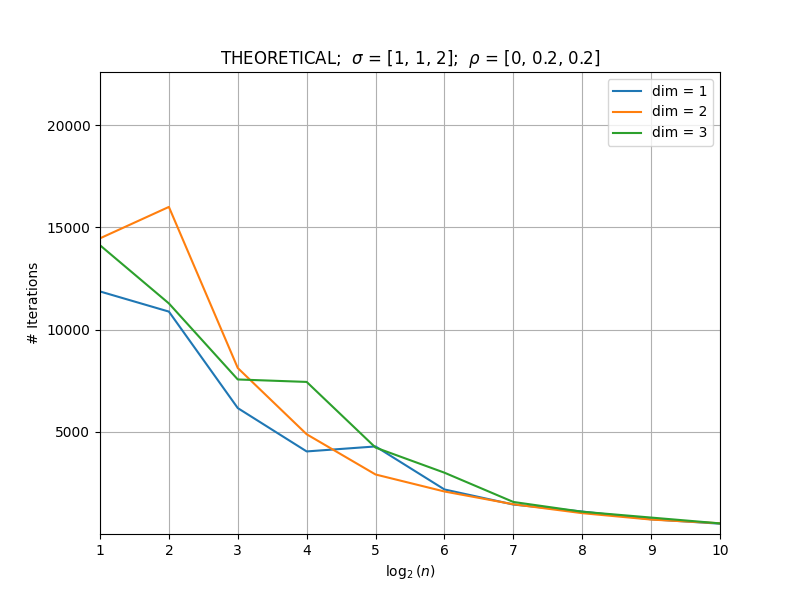 THEORETICAL; σ = [1, 1, 2]; ρ = [0, 0.2, 0.2]
dim = 1
dim = 2
dim = 3
# Iterations
20000
15000
10000
5000
1 2 3 4 5 6 7 8 9 10
log₂(n)